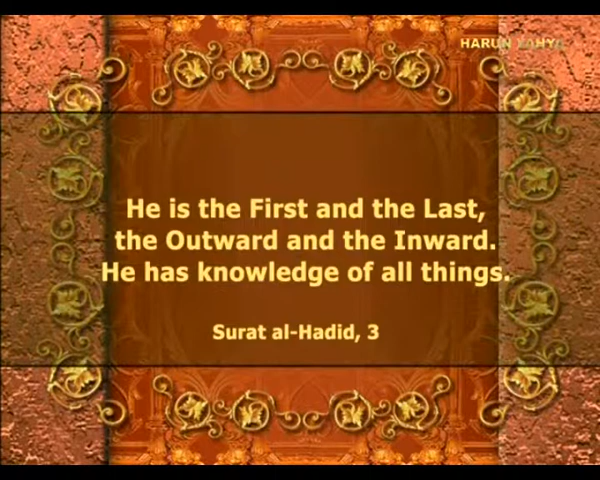 HARUN YAHYA
He is the First and the Last,
the Outward and the Inward.
He has knowledge of all things.
Surat al-Hadid, 3